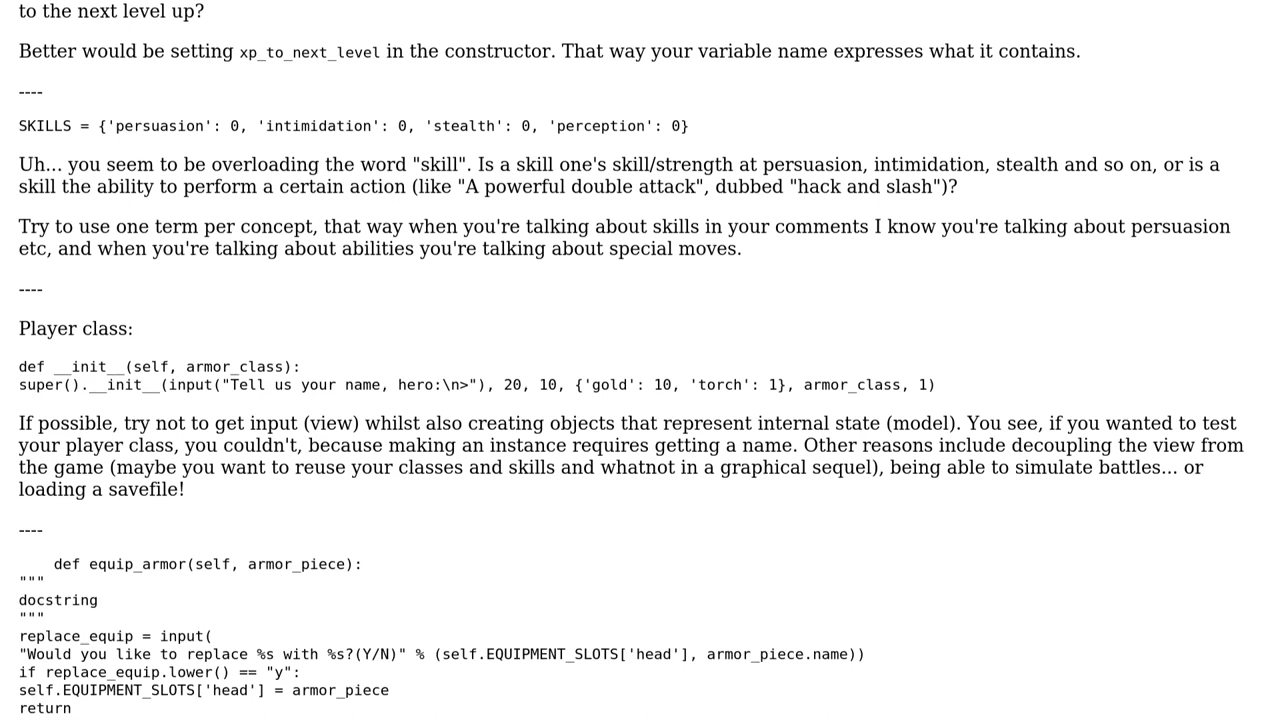 to the next level up?
Better would be setting xp_to_next_level in the constructor. That way your variable name expresses what it contains.
----
SKILLS = {'persuasion': 0, 'intimidation': 0, 'stealth': 0, 'perception': 0}
Uh... you seem to be overloading the word "skill". Is a skill one's skill/strength at persuasion, intimidation, stealth and so on, or is a
skill the ability to perform a certain action (like "A powerful double attack", dubbed "hack and slash")?
Try to use one term per concept, that way when you're talking about skills in your comments I know you're talking about persuasion
etc, and when you're talking about abilities you're talking about special moves.
----
Player class:
def __init__(self, armor_class):
super().__init__(input("Tell us your name, hero:\n>"), 20, 10, {'gold': 10, 'torch': 1}, armor_class, 1)
If possible, try not to get input (view) whilst also creating objects that represent internal state (model). You see, if you wanted to test
your player class, you couldn't, because making an instance requires getting a name. Other reasons include decoupling the view from
the game (maybe you want to reuse your classes and skills and whatnot in a graphical sequel), being able to simulate battles... or
loading a savefile!
----
    def equip_armor(self, armor_piece):
"""
docstring
"""
replace_equip = input(
"Would you like to replace %s with %s?(Y/N)" % (self.EQUIPMENT_SLOTS['head'], armor_piece.name))
if replace_equip.lower() == "y":
self.EQUIPMENT_SLOTS['head'] = armor_piece
return